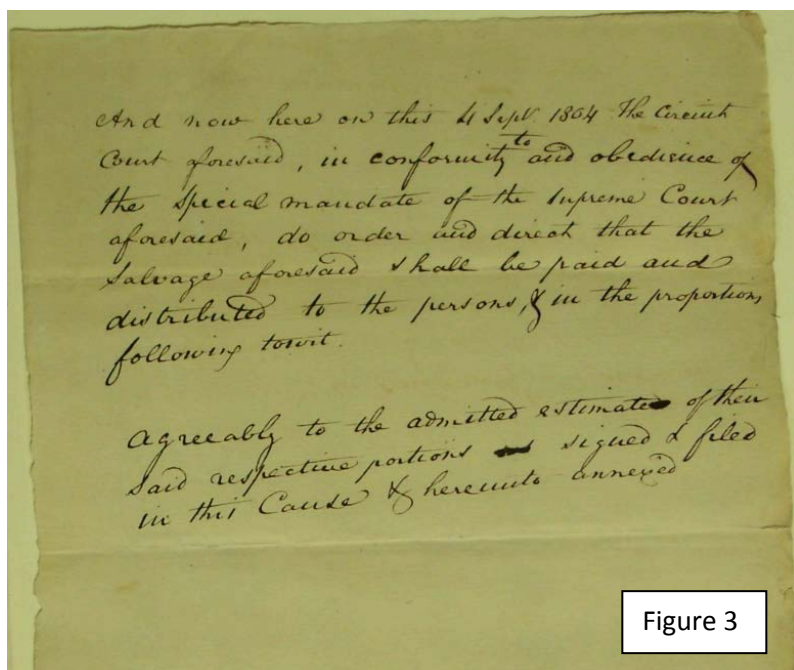 And now here on this 4 Sept. 1804 The Circuit
Court aforesaid, in conformity to and obedience of
the special mandate of the Supreme Court
aforesaid, do order and direct that the
Salvage aforesaid shall be paid and
distributed to the persons, & in the proportions
following towit.
agreeably to the admitted estimate of their
said respective portions signed & filed
in this Cause & hereunto annexed
Figure 3